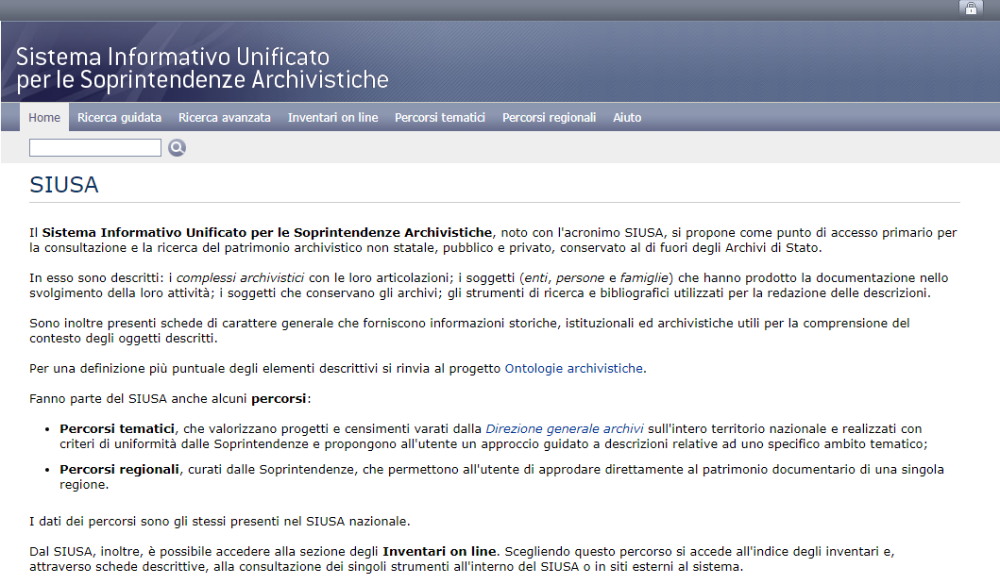 Sistema Informativo Unificato
per le Soprintendenze Archivistiche
Home Ricerca guidata Ricerca avanzata Inventari on line Percorsi tematici Percorsi regionali Aiuto
SIUSA
Il Sistema Informativo Unificato per le Soprintendenze Archivistiche, noto con l'acronimo SIUSA, si propone come punto di accesso primario per
la consultazione e la ricerca del patrimonio archivistico non statale, pubblico e privato, conservato al di fuori degli Archivi di Stato.
In esso sono descritti: i complessi archivistici con le loro articolazioni; i soggetti (enti, persone e famiglie) che hanno prodotto la documentazione nello
svolgimento della loro attività; i soggetti che conservano gli archivi; gli strumenti di ricerca e bibliografici utilizzati per la redazione delle descrizioni.
Sono inoltre presenti schede di carattere generale che forniscono informazioni storiche, istituzionali ed archivistiche utili per la comprensione del
contesto degli oggetti descritti.
Per una definizione più puntuale degli elementi descrittivi si rinvia al progetto Ontologie archivistiche.
Fanno parte del SIUSA anche alcuni percorsi:
• Percorsi tematici, che valorizzano progetti e censimenti varati dalla Direzione generale archivi sull'intero territorio nazionale e realizzati con
criteri di uniformità dalle Soprintendenze e propongono all'utente un approccio guidato a descrizioni relative ad uno specifico ambito tematico;
• Percorsi regionali, curati dalle Soprintendenze, che permettono all'utente di approdare direttamente al patrimonio documentario di una singola
regione.
I dati dei percorsi sono gli stessi presenti nel SIUSA nazionale.
Dal SIUSA, inoltre, è possibile accedere alla sezione degli Inventari on line. Scegliendo questo percorso si accede all'indice degli inventari e,
attraverso schede descrittive, alla consultazione dei singoli strumenti all'interno del SIUSA o in siti esterni al sistema.